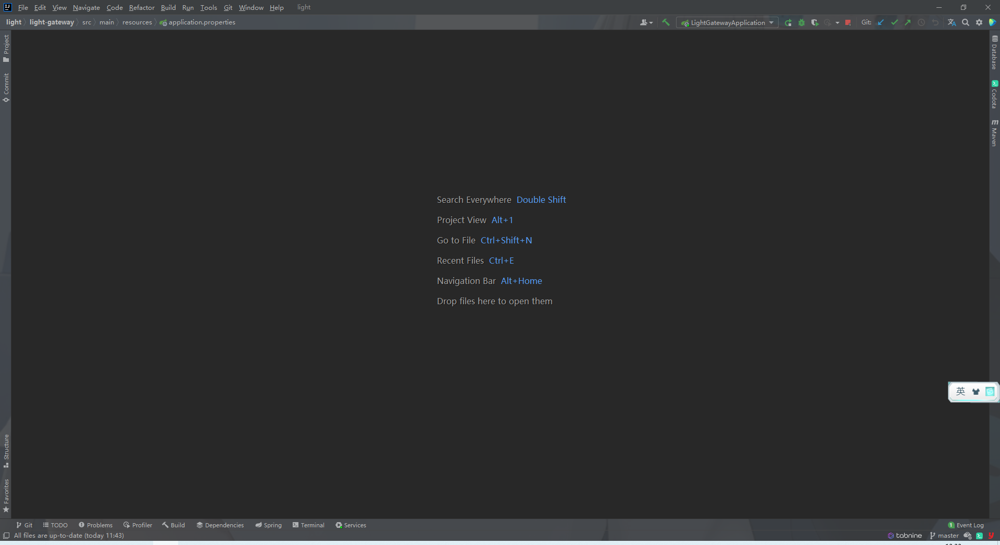 File Edit View Navigate Code Refactor Build Run Tools Git Window Help light
light light-gateway src main resources application.properties LightGatewayApplication Git:
Project
Commit
Database
Codota
Maven
Search Everywhere Double Shift
Project View Alt+1
Go to File Ctrl+Shift+N
Recent Files Ctrl+E
Navigation Bar Alt+Home
Drop files here to open them
英
Structure
Favorites
Git TODO Problems Profiler Build Dependencies Spring Terminal Services 1 Event Log
All files are up-to-date (today 11:43) tabnine master